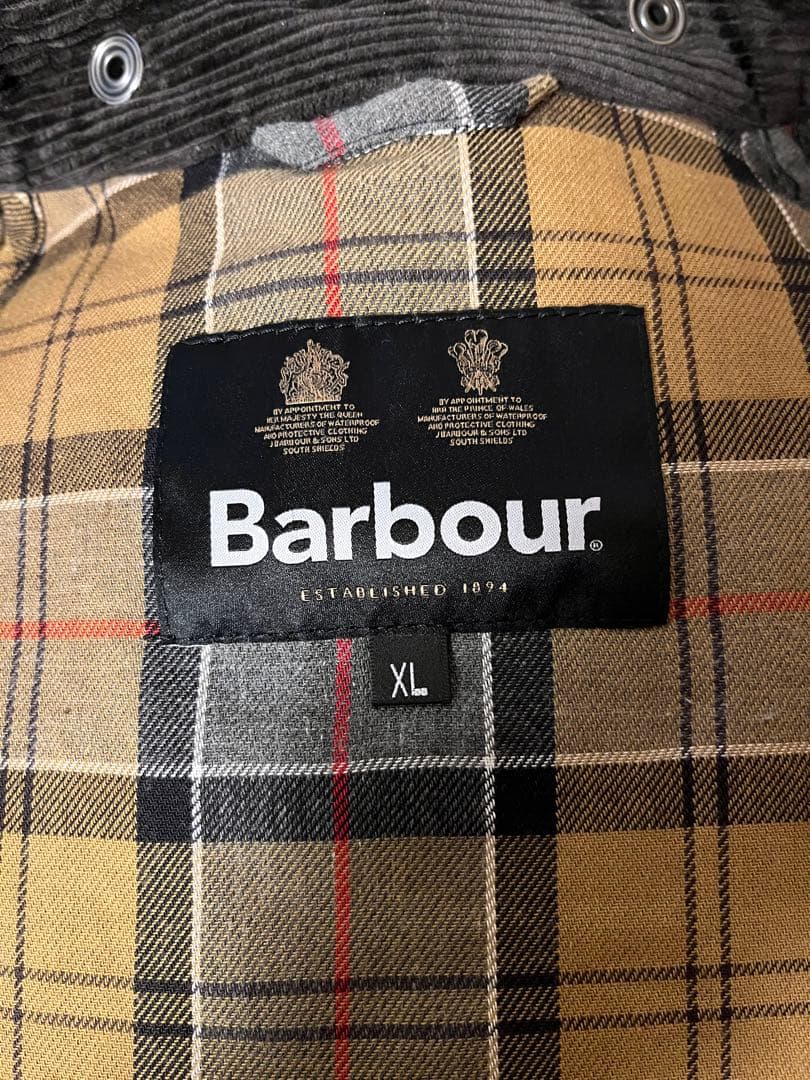 BY APPOINTMENT TO
HER MAJESTY THE QUEEN
MANUFACTURERS OF WATERPROOF
AND PROTECTIVE CLOTHING
J.BARBOUR & SONS LTD
SOUTH SHIELDS
BY APPOINTMENT TO
HRH THE PRINCE OF WALES
MANUFACTURERS OF WATERPROOF
AND PROTECTIVE CLOTHING
J.BARBOUR & SONS LTD
SOUTH SHIELDS
Barbour®
ESTABLISHED 1894
XL